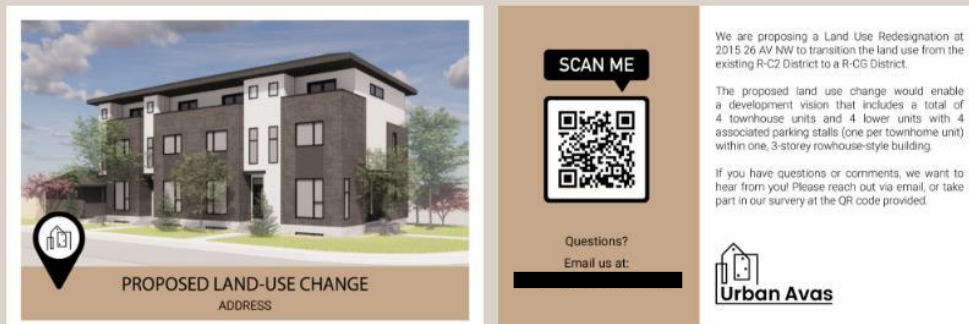 PROPOSED LAND-USE CHANGE
ADDRESS
SCAN ME
Questions?
Email us at:
We are proposing a Land Use Redesignation at
2015 26 AV NW to transition the land use from the
existing R-C2 District to a R-CG District.
The proposed land use change would enable
a development vision that includes a total of
4 townhouse units and 4 lower units with 4
associated parking stalls (one per townhome unit)
within one, 3-storey rowhouse-style building.
If you have questions or comments, we want to
hear from you! Please reach out via email, or take
part in our survery at the QR code provided.
Urban Avas